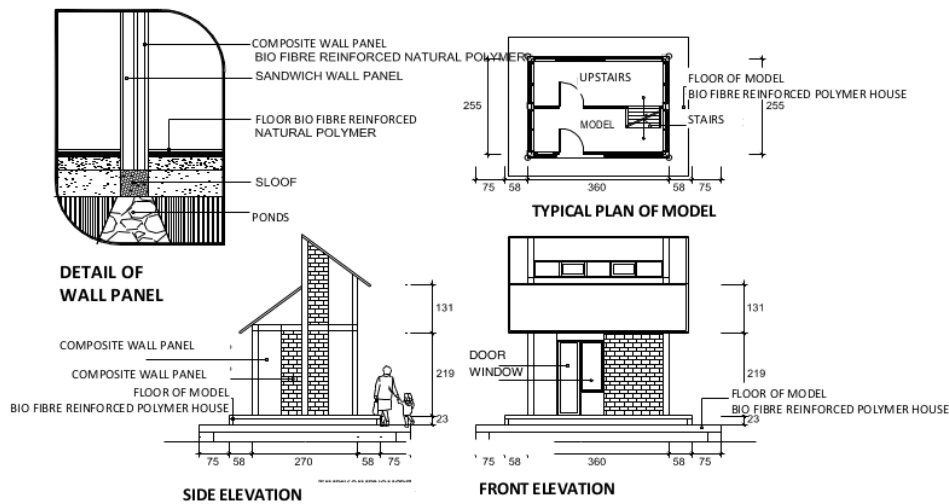 COMPOSITE WALL PANEL
BIO FIBRE REINFORCED NATURAL POLYMER
SANDWICH WALL PANEL
FLOOR BIO FIBRE REINFORCED
NATURAL POLYMER
SLOOF
PONDS
DETAIL OF
WALL PANEL
UPSTAIRS
MODEL
FLOOR OF MODEL
BIO FIBRE REINFORCED POLYMER HOUSE
STAIRS
255
255
75 58 360 58 75
TYPICAL PLAN OF MODEL
COMPOSITE WALL PANEL
COMPOSITE WALL PANEL
FLOOR OF MODEL
BIO FIBRE REINFORCED POLYMER HOUSE
131
219
23
75 58 270 58 75
SIDE ELEVATION
DOOR
WINDOW
131
219
FLOOR OF MODEL
BIO FIBRE REINFORCED POLYMER HOUSE
23
75 58 360 58 75
FRONT ELEVATION